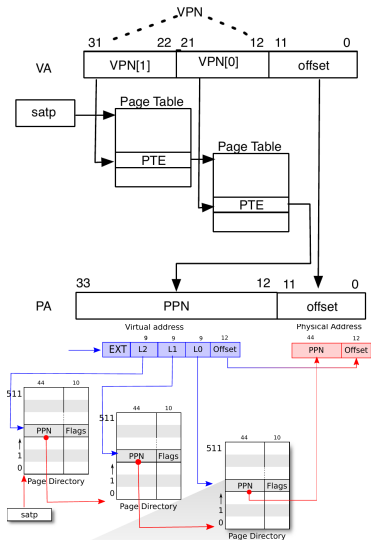 VPN
31 22 21 12 11 0
VA VPN[1] VPN[0] offset
satp
Page Table
PTE
Page Table
PTE
33 12 11 0
PA PPN offset
Virtual address Physical Address
9 9 9 12 44 12
EXT L2 L1 L0 Offset PPN Offset
44 10
511
PPN Flags
1
0
Page Directory
satp
44 10
511
PPN Flags
1
0
Page Directory
44 10
511
PPN Flags
1
0
Page Directory